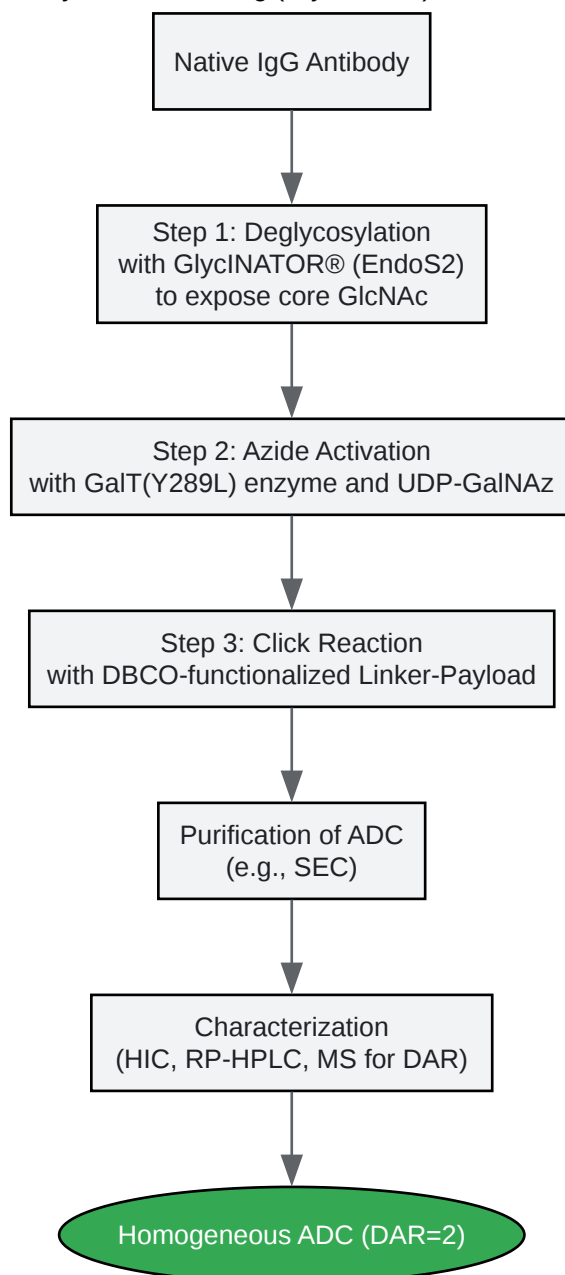 Native IgG Antibody
Step 1: Deglycosylation
with GlycINATOR® (EndoS2)
to expose core GlcNAc
Step 2: Azide Activation
with GalT(Y289L) enzyme and UDP-GalNAz
Step 3: Click Reaction
with DBCO-functionalized Linker-Payload
Purification of ADC
(e.g., SEC)
Characterization
(HIC, RP-HPLC, MS for DAR)
Homogeneous ADC (DAR=2)